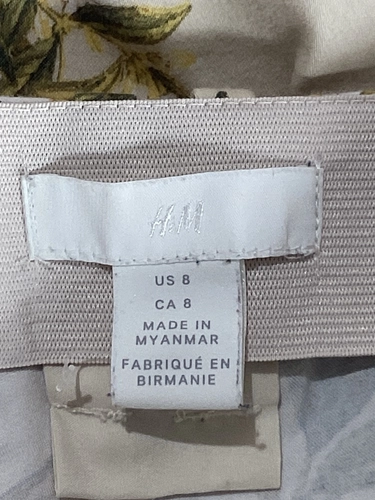 H&M
US 8
CA 8
MADE IN
MYANMAR
FABRIQUÉ EN
BIRMANIE